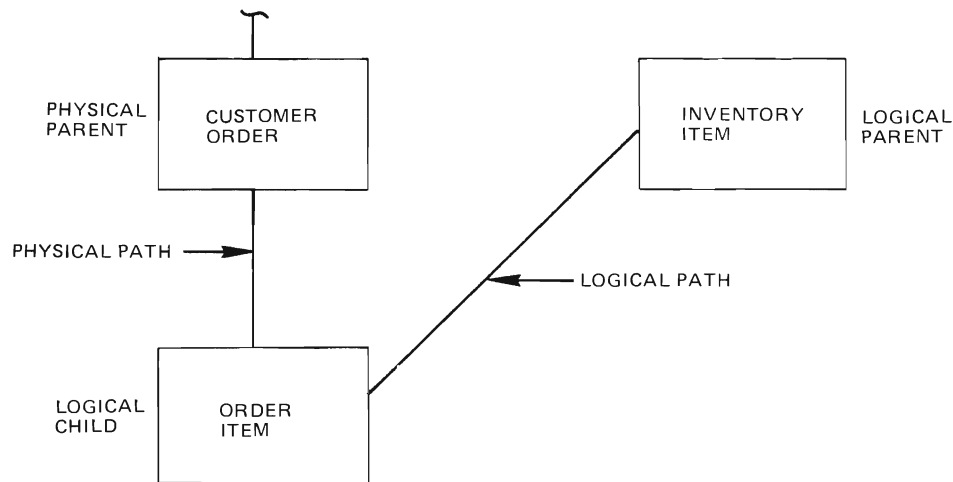 PHYSICAL
PARENT
CUSTOMER
ORDER
INVENTORY
ITEM
LOGICAL
PARENT
PHYSICAL PATH
LOGICAL PATH
LOGICAL
CHILD
ORDER
ITEM